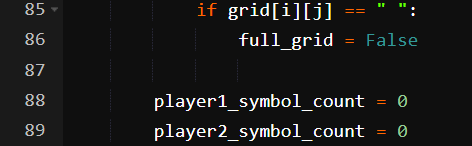 85 if grid[i][j] == " ":
86 full_grid = False
87
88 player1_symbol_count = 0
89 player2_symbol_count = 0